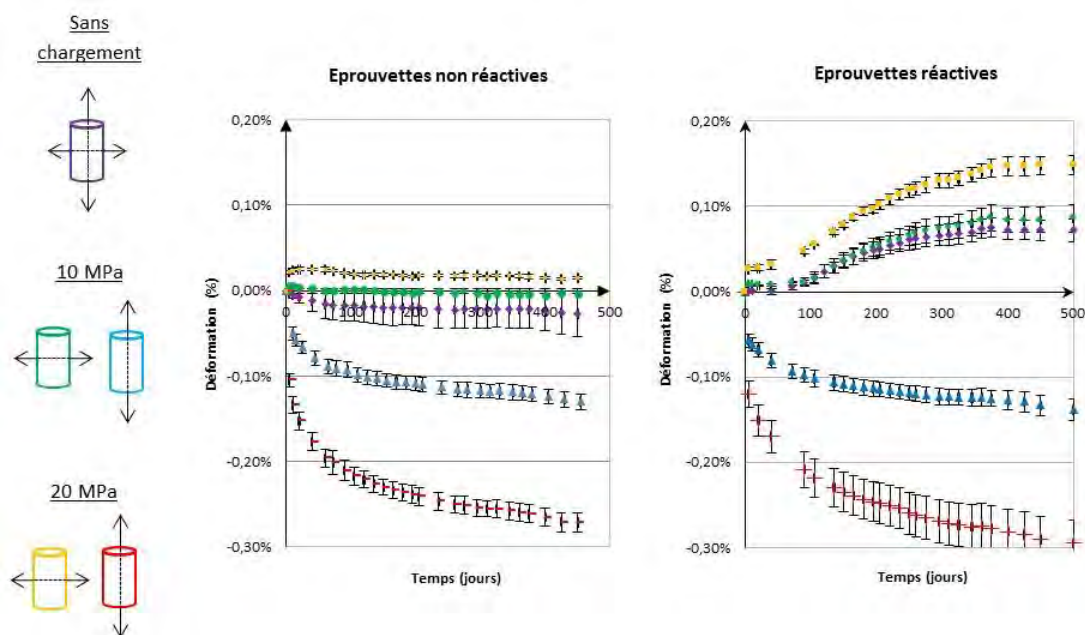 Sans
chargement
10 MPa
20 MPa
Eprouvettes non réactives
0,20%
0,10%
0,00%
-0,10%
-0,20%
-0,30%
0
100
200
300
400
500
Déformation (%)
Temps (jours)
Eprouvettes réactives
0,20%
0,10%
0,00%
-0,10%
-0,20%
-0,30%
0
100
200
300
400
500
Déformation (%)
Temps (jours)